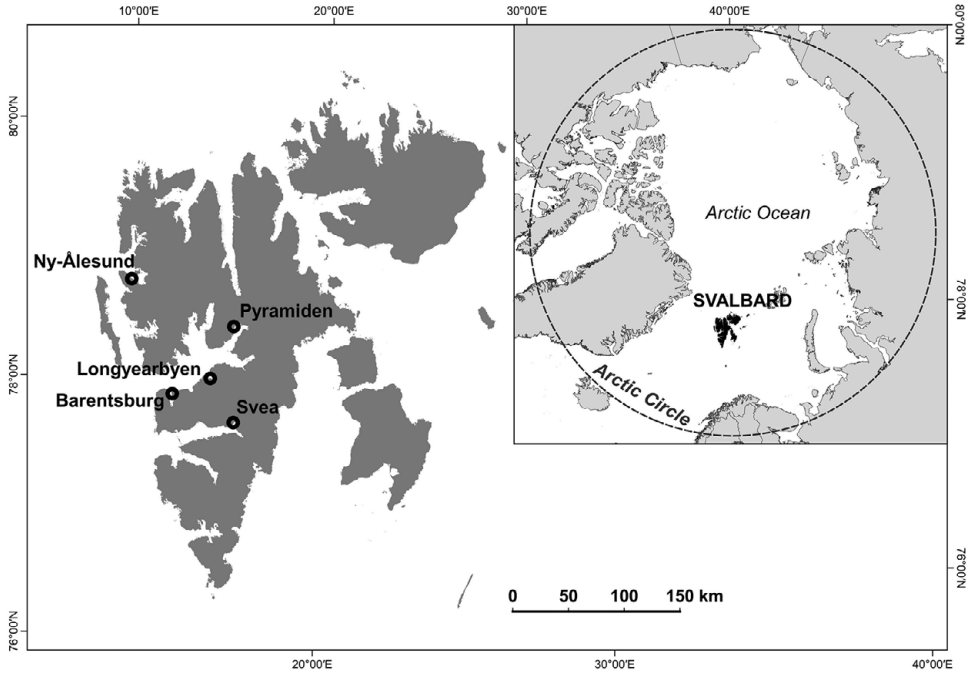 10°00'E 20°00'E 30°00'E 40°00'E
80°00'N
80°00'N
Arctic Ocean
Ny-Ålesund
78°00'N
SVALBARD
Pyramiden
Longyearbyen
78°00'N
Arctic Circle
Barentsburg
Svea
76°00'N
0 50 100 150 km
76°00'N
20°00'E 30°00'E 40°00'E